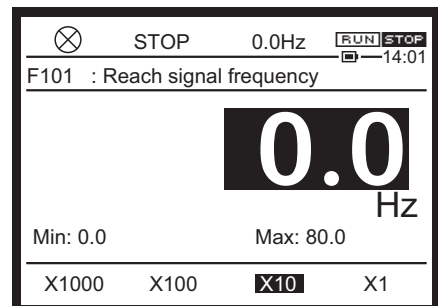 STOP 0.0Hz RUN STOP
14:01
F101 : Reach signal frequency
0.0
Hz
Min: 0.0 Max: 80.0
X1000 X100 X10 X1